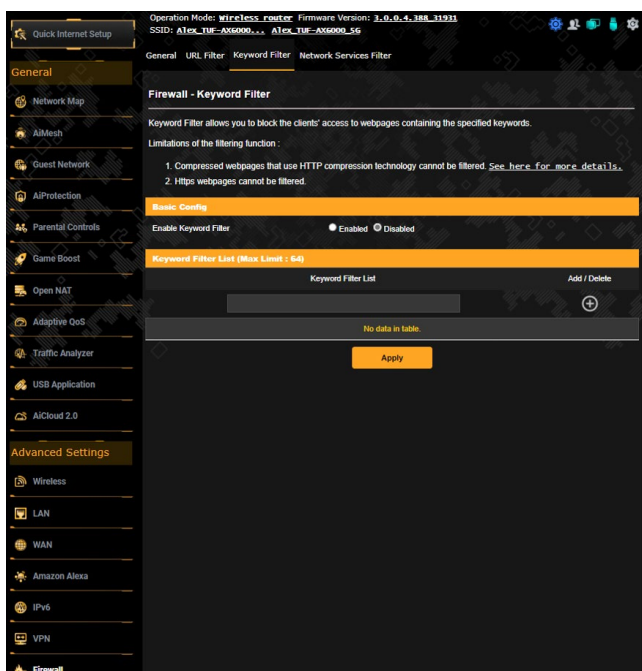 Quick Internet Setup
General
Network Map
AiMesh
Guest Network
AiProtection
Parental Controls
Game Boost
Open NAT
Adaptive QoS
Traffic Analyzer
USB Application
AiCloud 2.0
Advanced Settings
Wireless
LAN
WAN
Amazon Alexa
IPv6
VPN
Firewall
Operation Mode: Wireless router Firmware Version: 3.0.0.4.388_31931
SSID: Alex_TUF-AX6000... Alex_TUF-AX6000_5G
General URL Filter Keyword Filter Network Services Filter
Firewall - Keyword Filter
Keyword Filter allows you to block the clients' access to webpages containing the specified keywords.
Limitations of the filtering function :
1. Compressed webpages that use HTTP compression technology cannot be filtered. See here for more details.
2. Https webpages cannot be filtered.
Basic Config
Enable Keyword Filter Enabled Disabled
Keyword Filter List (Max Limit : 64)
Keyword Filter List Add / Delete
No data in table.
Apply